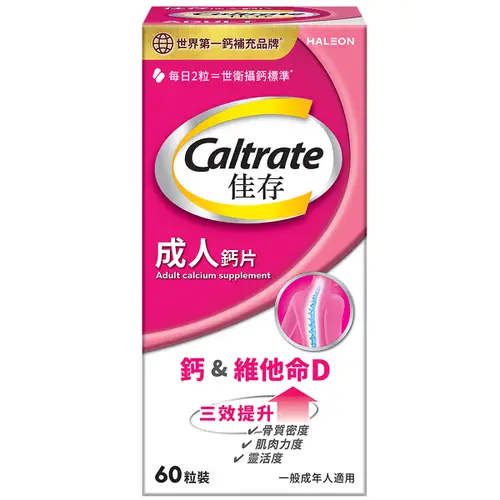 世界第一鈣補充品牌*
HALEON
每日2粒=世衛攝鈣標準*
Caltrate
佳存
成人鈣片
Adult calcium supplement
鈣 & 維他命D
三效提升
✓骨質密度
✓肌肉力度
✓靈活度
60粒裝
一般成年人適用